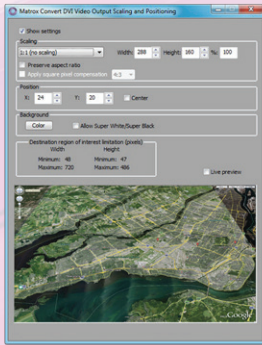 Matrox Convert DVI Video Output Scaling and Positioning
Show settings
Scaling
1:1 (no scaling) Width: 288 Height: 160 %: 100
Preserve aspect ratio
Apply square pixel compensation 4:3
Position
X: 24 Y: 20 Center
Background
Color Allow Super White/Super Black
Destination region of interest limitation (pixels)
Width Height
Minimum: 48 Minimum: 47
Maximum: 720 Maximum: 486
Live preview
Google